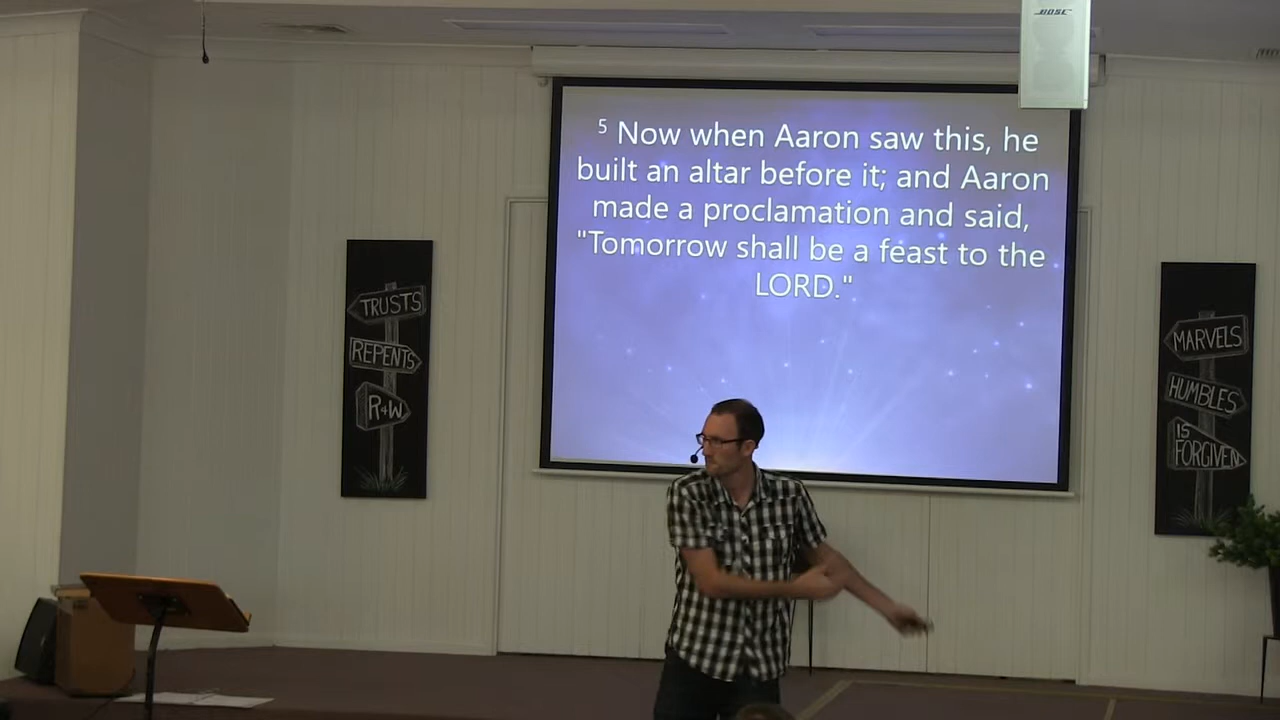 BOSE
5 Now when Aaron saw this, he
built an altar before it; and Aaron
made a proclamation and said,
"Tomorrow shall be a feast to the
LORD."
TRUSTS
REPENTS
R+W
MARVELS
HUMBLES
IS
FORGIVEN